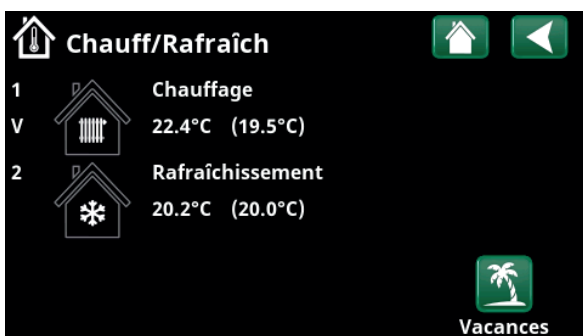 Chauff/Rafraîch
1 Chauffage
V 22.4°C (19.5°C)
2 Rafraîchissement
20.2°C (20.0°C)
Vacances